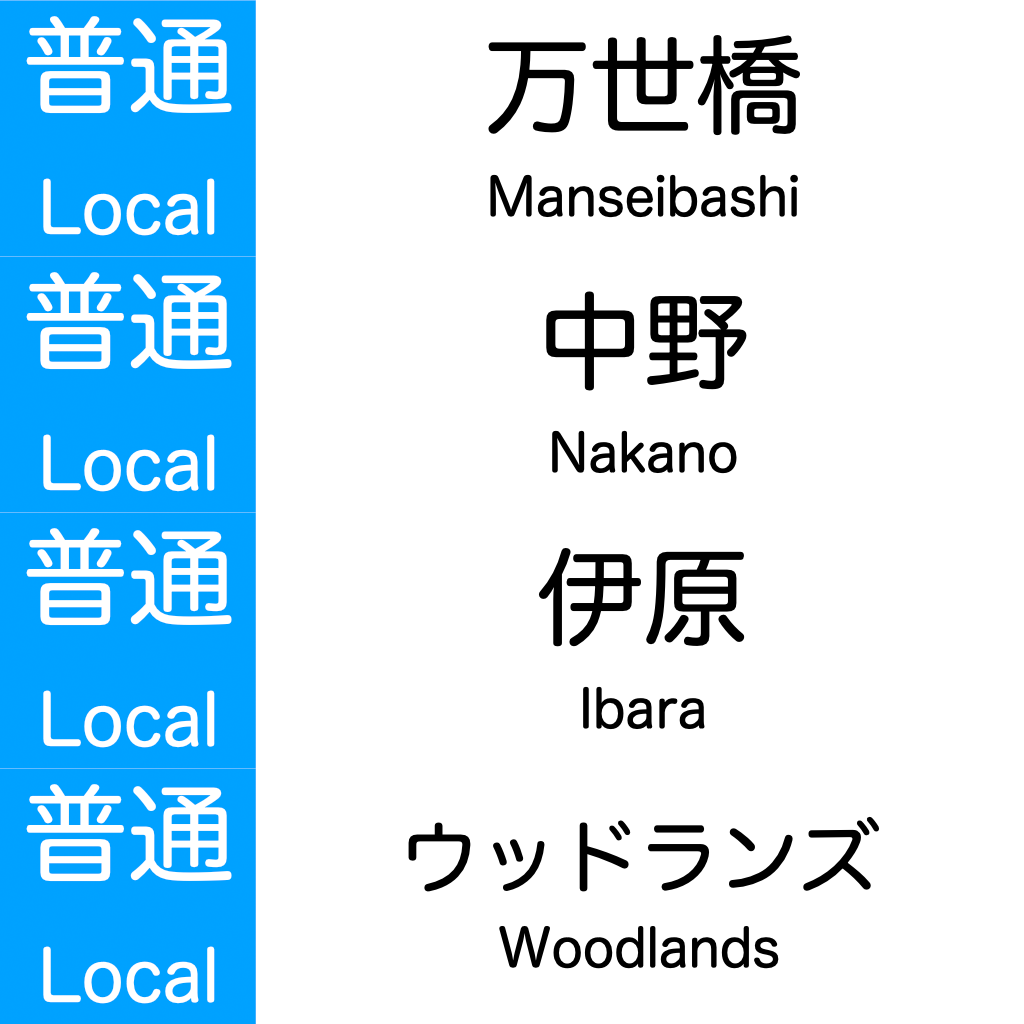 普通
Local
万世橋
Manseibashi
普通
Local
中野
Nakano
普通
Local
伊原
Ibara
普通
Local
ウッドランズ
Woodlands